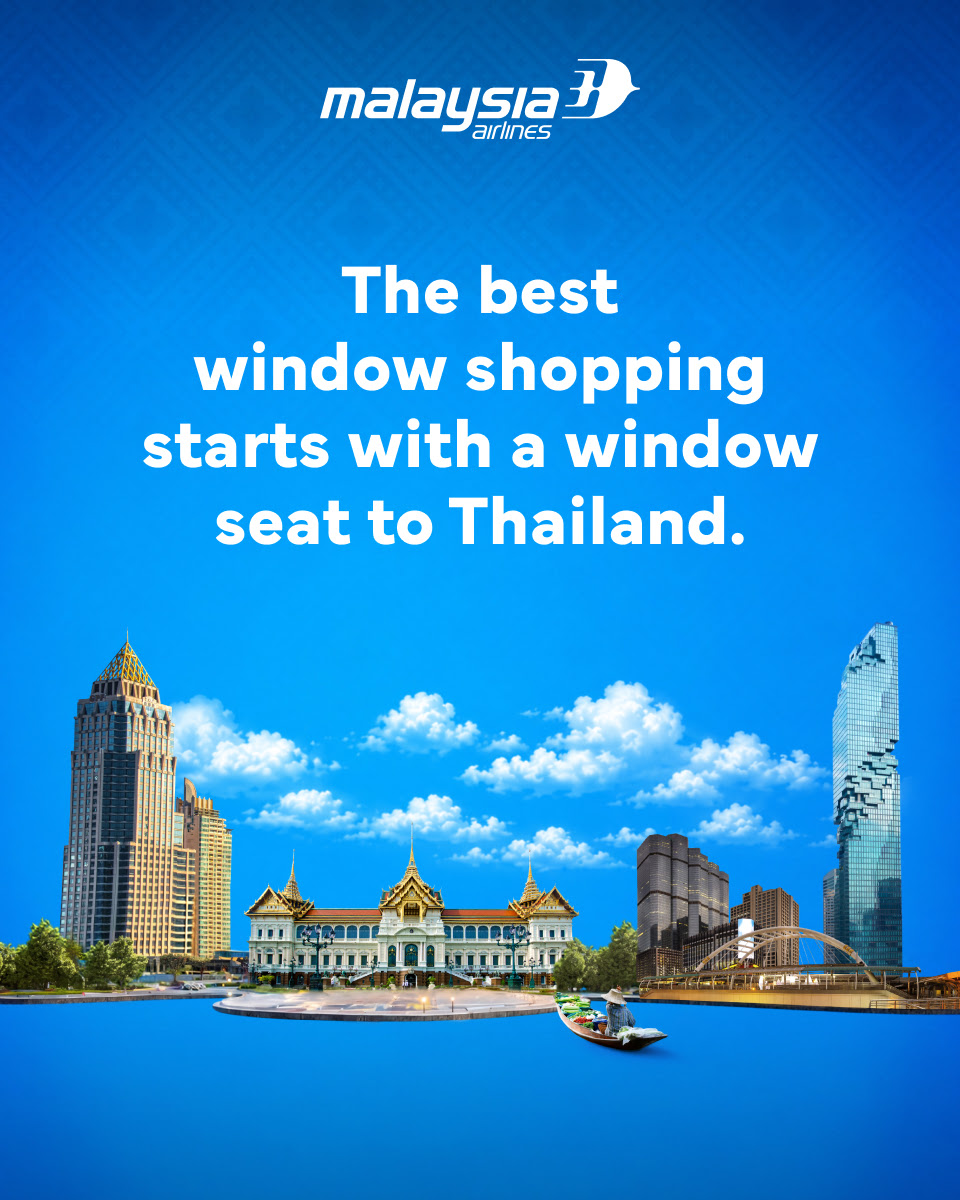 malaysia
airlines
The best
window shopping
starts with a window
seat to Thailand.